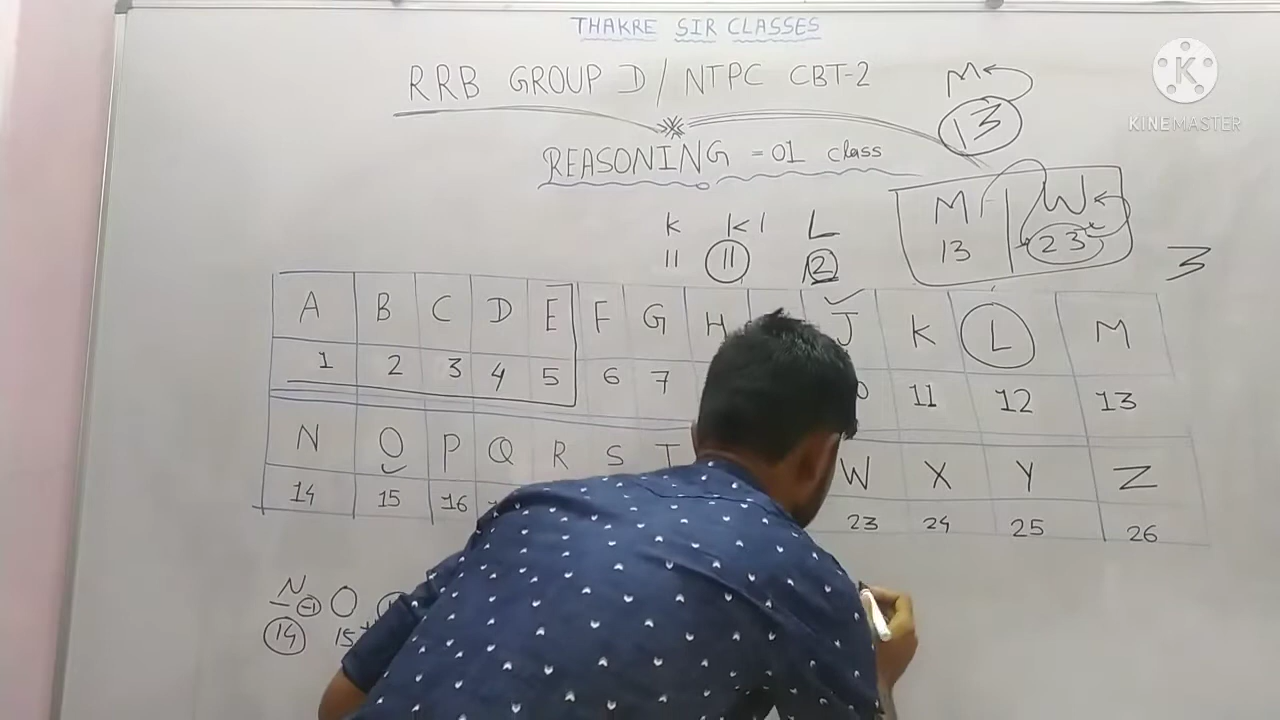 THAKRE SIR CLASSES
RRB GROUP D/ NTPC CBT-2
M
13
K
KINEMASTER
REASONING = 01 class
K K L
11 11 12
M W
13 23
3
A B C D E F G H J K L M
1 2 3 4 5 6 7 11 12 13
N O P Q R S T W X Y Z
14 15 16 23 24 25 26
N -1 O
14 15